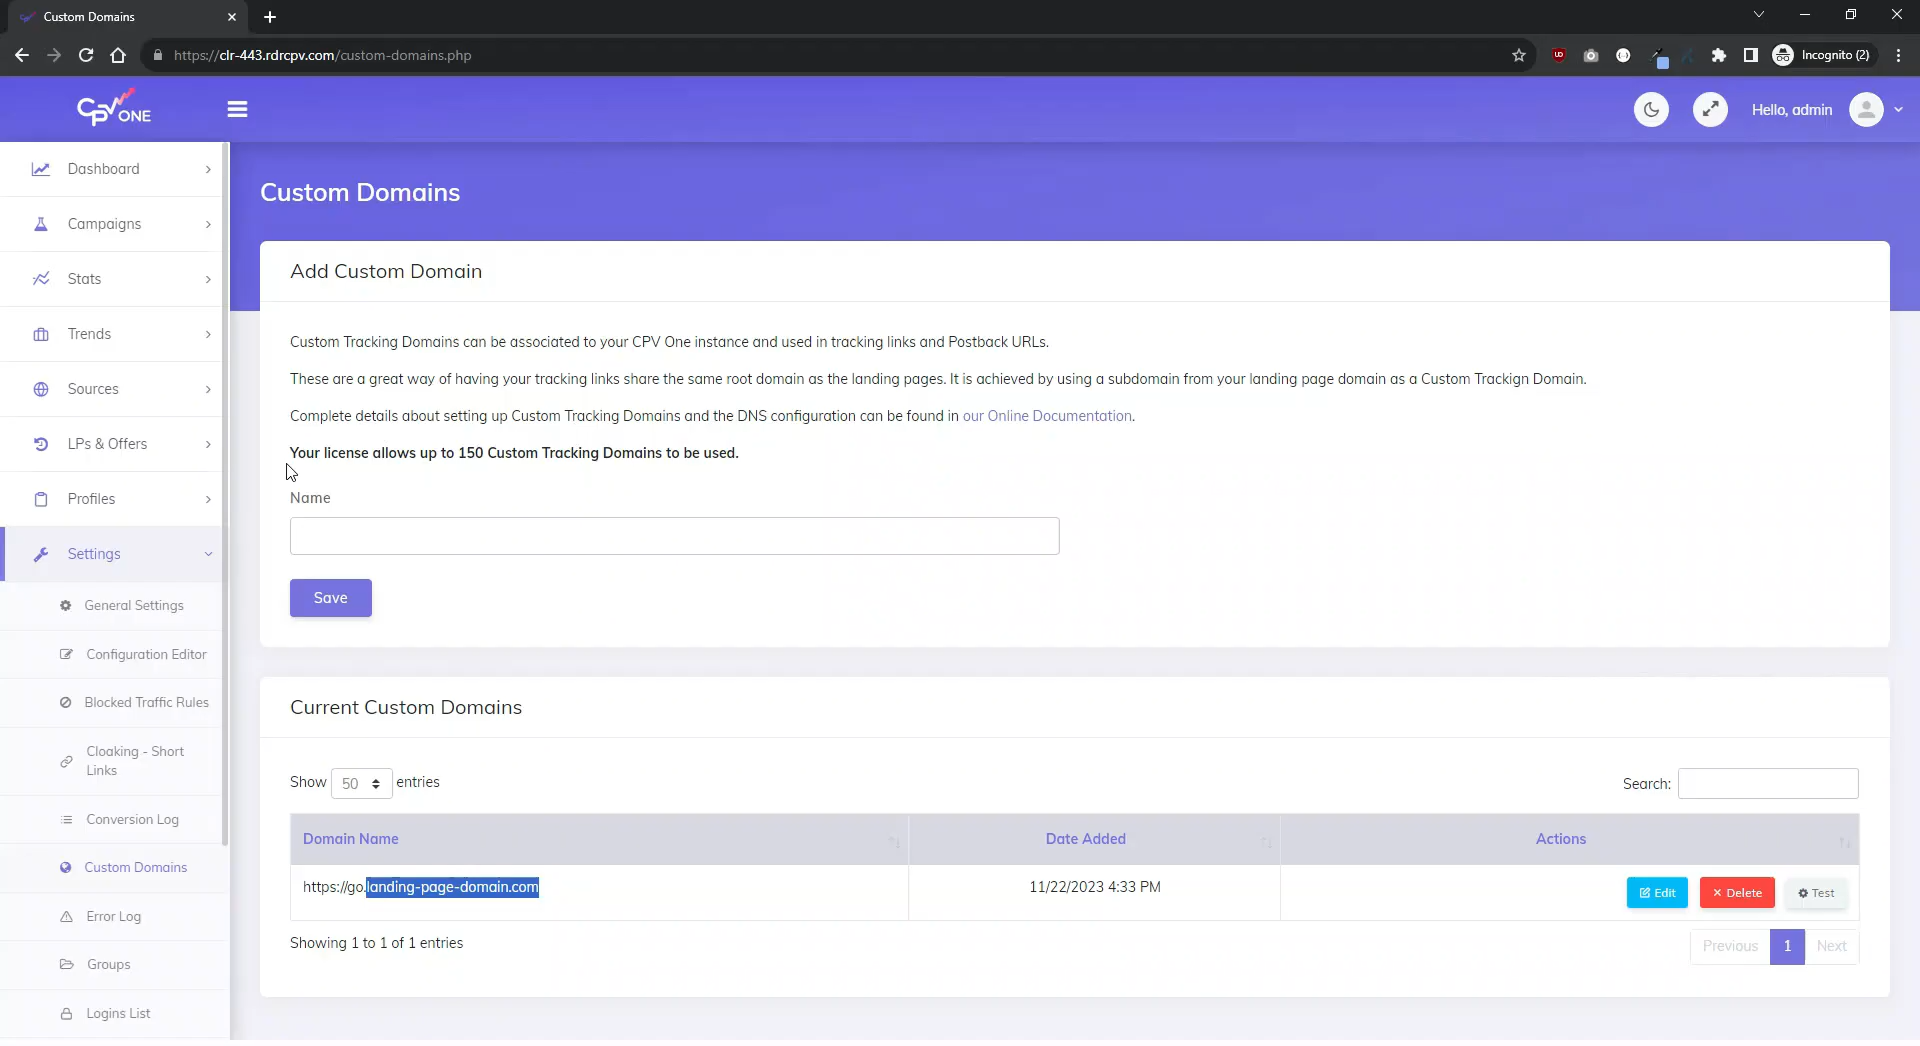 Custom Domains
https://clr-443.rdrcpv.com/custom-domains.php
Incognito (2)
CPV ONE
Hello, admin
Dashboard
Campaigns
Stats
Trends
Sources
LPs & Offers
Profiles
Settings
General Settings
Configuration Editor
Blocked Traffic Rules
Cloaking - Short
Links
Conversion Log
Custom Domains
Error Log
Groups
Logins List
Custom Domains
Add Custom Domain
Custom Tracking Domains can be associated to your CPV One instance and used in tracking links and Postback URLs.
These are a great way of having your tracking links share the same root domain as the landing pages. It is achieved by using a subdomain from your landing page domain as a Custom Trackign Domain.
Complete details about setting up Custom Tracking Domains and the DNS configuration can be found in our Online Documentation.
Your license allows up to 150 Custom Tracking Domains to be used.
Name
Save
Current Custom Domains
Show 50 entries
Search:
Domain Name Date Added Actions
https://go.landing-page-domain.com 11/22/2023 4:33 PM Edit Delete Test
Showing 1 to 1 of 1 entries
Previous 1 Next